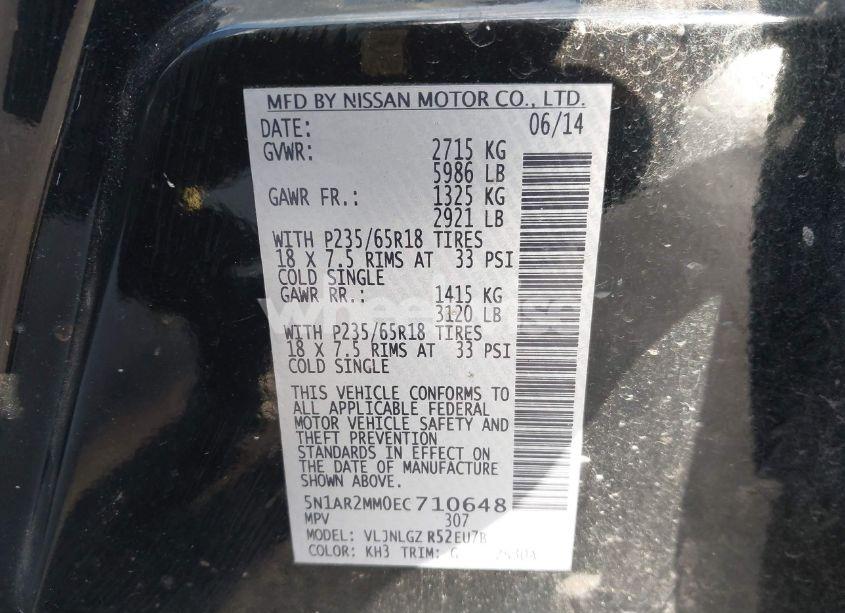 MFD BY NISSAN MOTOR CO., LTD.
DATE: 06/14
GVWR: 2715 KG
5986 LB
GAWR FR.: 1325 KG
2921 LB
WITH P235/65R18 TIRES
18 X 7.5 RIMS AT 33 PSI
COLD SINGLE
GAWR RR.: 1415 KG
3120 LB
WITH P235/65R18 TIRES
18 X 7.5 RIMS AT 33 PSI
COLD SINGLE
THIS VEHICLE CONFORMS TO
ALL APPLICABLE FEDERAL
MOTOR VEHICLE SAFETY AND
THEFT PREVENTION
STANDARDS IN EFFECT ON
THE DATE OF MANUFACTURE
SHOWN ABOVE.
5N1AR2MM0EC710648
MPV 307
MODEL: VLJNLGZ
COLOR: KH3 TRIM: G